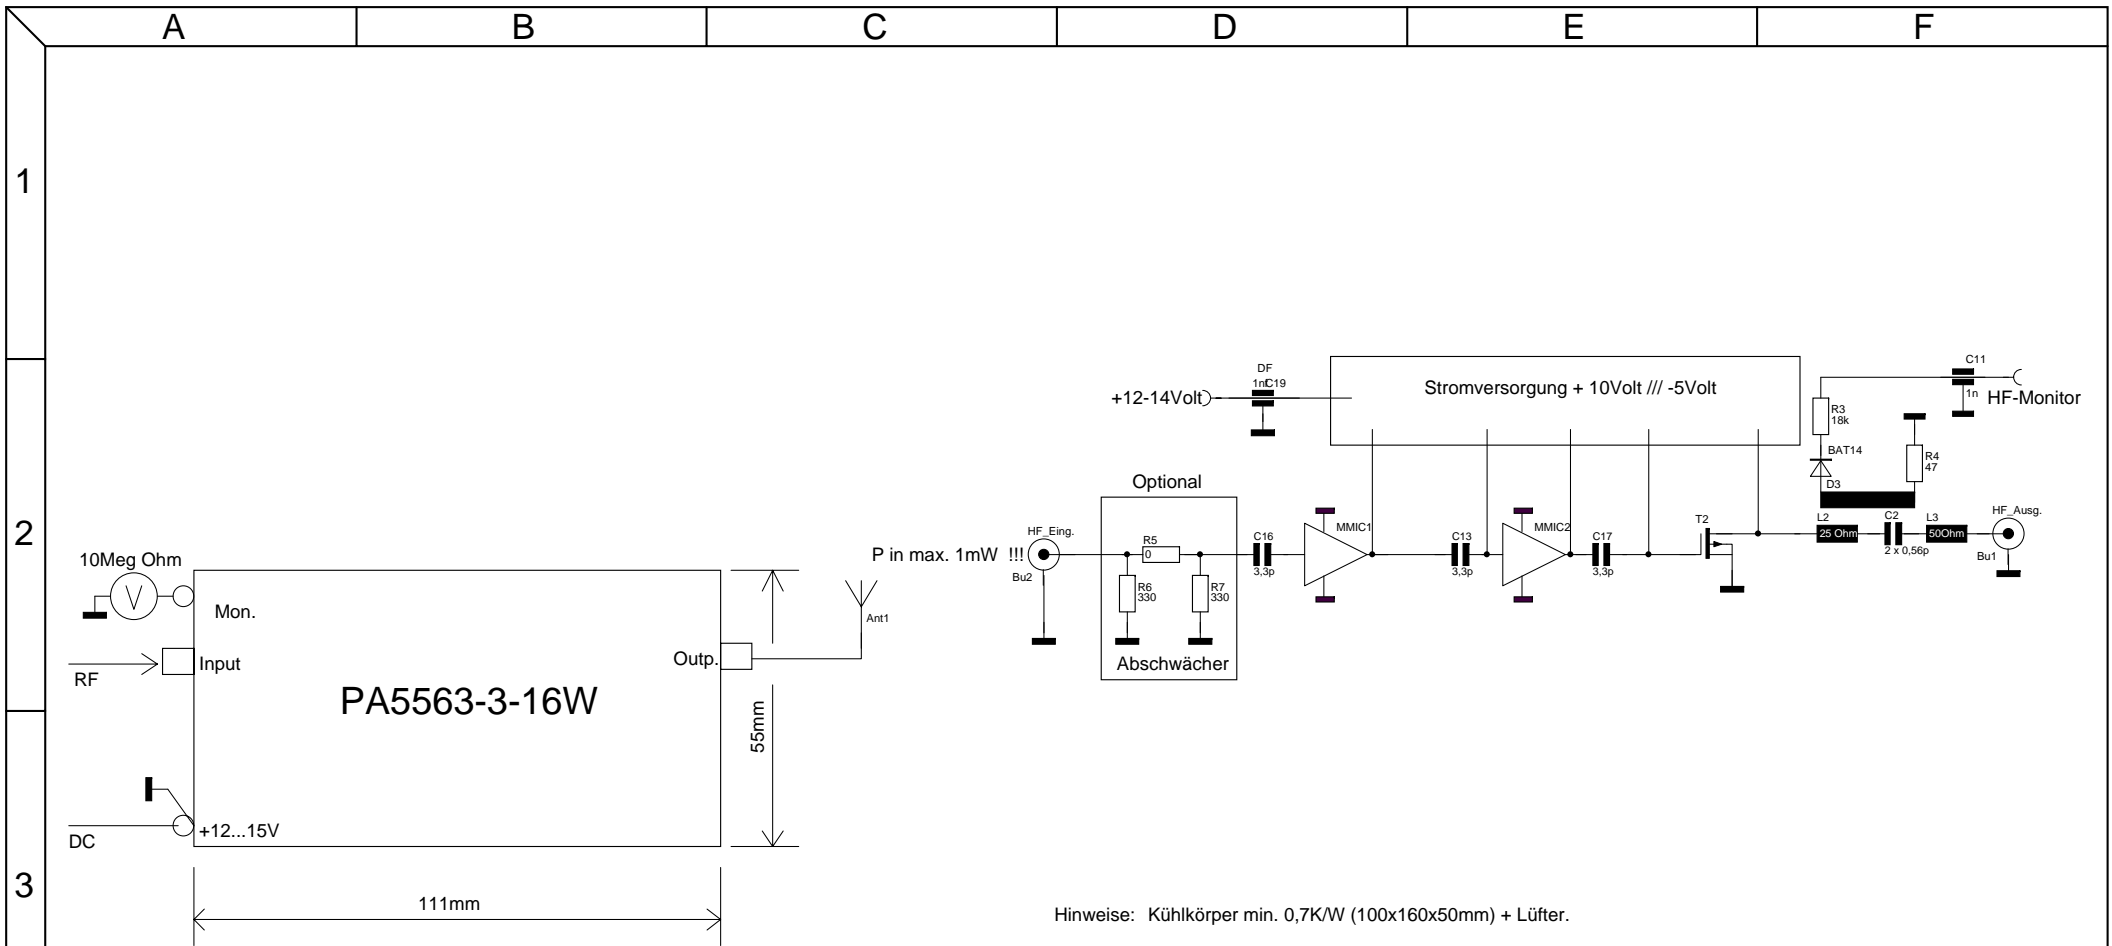 A
B
C
D
E
F
1
2
3
10Meg Ohm
V
Mon.
Input
RF
PA5563-3-16W
Outp.
Ant1
55mm
+12...15V
DC
111mm
+12-14Volt
DF
1nf
C19
Stromversorgung + 10Volt /// -5Volt
C11
1n
HF-Monitor
R3
18k
BAT14
D3
R4
47
Optional
HF_Eing.
P in max. 1mW !!!
Bu2
R5
0
R6
330
R7
330
Abschwächer
C16
3,3p
MMIC1
C13
3,3p
MMIC2
C17
3,3p
T2
L2
25 Ohm
C2
2 x 0,56p
L3
50Ohm
HF_Ausg.
Bu1
Hinweise: Kühlkörper min. 0,7K/W (100x160x50mm) + Lüfter.